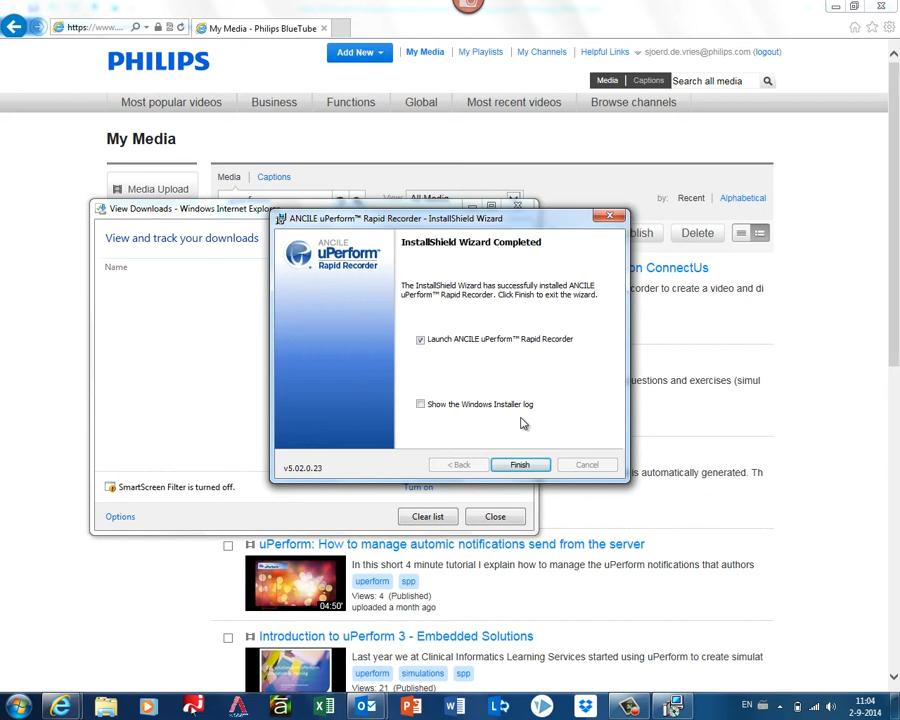 https://www....
My Media - Philips BlueTube
PHILIPS
Add New
My Media
My Playlists
My Channels
Helpful Links
sjoerd.de.vries@philips.com (logout)
Media
Captions
Search all media
Most popular videos
Business
Functions
Global
Most recent videos
Browse channels
My Media
Media Upload
Media
Captions
View:
All Media
by:
Recent
Alphabetical
View Downloads - Windows Internet Explor
View and track your downloads
Name
blish
Delete
on ConnectUs
corder to create a video and di
uestions and exercises (simul
is automatically generated. Th
ANCILE uPerform™ Rapid Recorder - InstallShield Wizard
ANCILE
uPerform™
Rapid Recorder
InstallShield Wizard Completed
The InstallShield Wizard has successfully installed ANCILE
uPerform™ Rapid Recorder. Click Finish to exit the wizard.
Launch ANCILE uPerform™ Rapid Recorder
Show the Windows Installer log
v5.02.0.23
< Back
Finish
Cancel
SmartScreen Filter is turned off.
Turn on
Options
Clear list
Close
uPerform: How to manage automic notifications send from the server
In this short 4 minute tutorial I explain how to manage the uPerform notifications that authors
uperform
spp
Views: 4 (Published)
uploaded a month ago
04:50
Introduction to uPerform 3 - Embedded Solutions
Last year we at Clinical Informatics Learning Services started using uPerform to create simulat
uperform
simulations
spp
Views: 21 (Published)
EN
11:04
2-9-2014